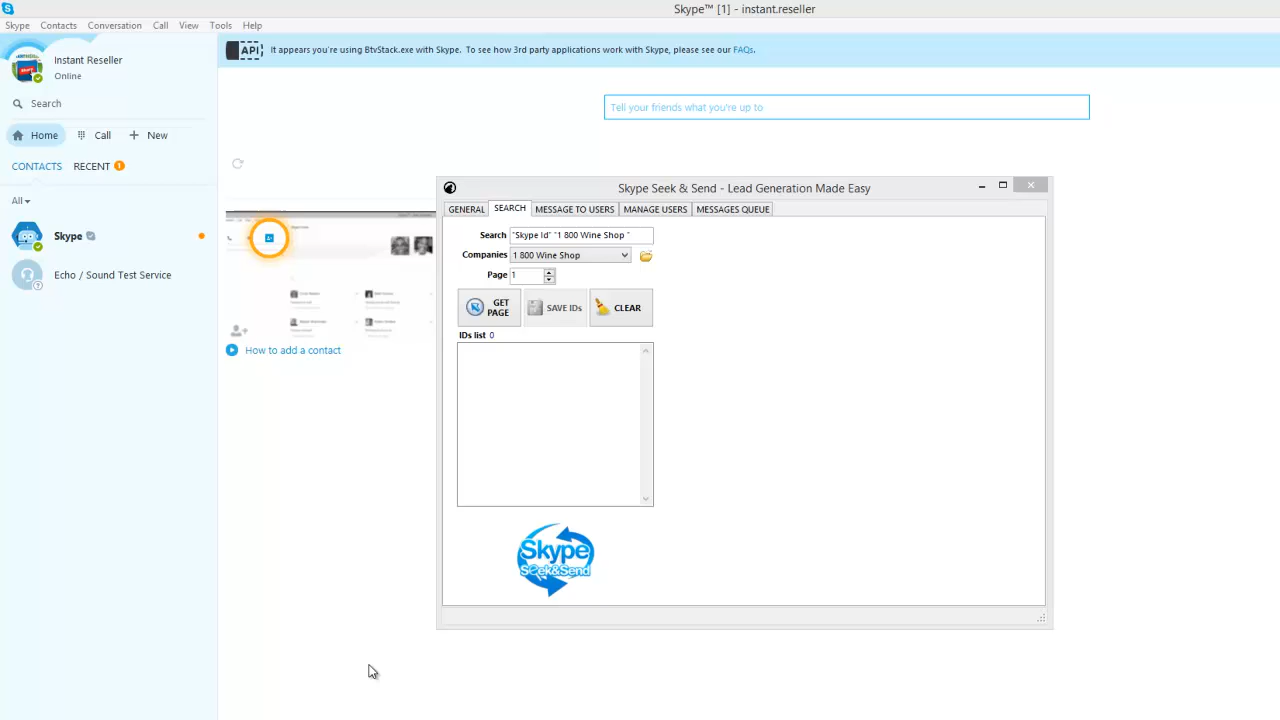 Skype™ [1] - instant.reseller
Skype Contacts Conversation Call View Tools Help
API It appears you're using BtvStack.exe with Skype. To see how 3rd party applications work with Skype, please see our FAQs.
Instant Reseller
Online
Search
Tell your friends what you're up to
Home Call New
CONTACTS RECENT 1
All
Skype
Echo / Sound Test Service
How to add a contact
Skype Seek & Send - Lead Generation Made Easy
GENERAL SEARCH MESSAGE TO USERS MANAGE USERS MESSAGES QUEUE
Search "Skype Id" "1 800 Wine Shop "
Companies 1 800 Wine Shop
Page 1
GET PAGE SAVE IDs CLEAR
IDs list 0
Skype
Seek&Send